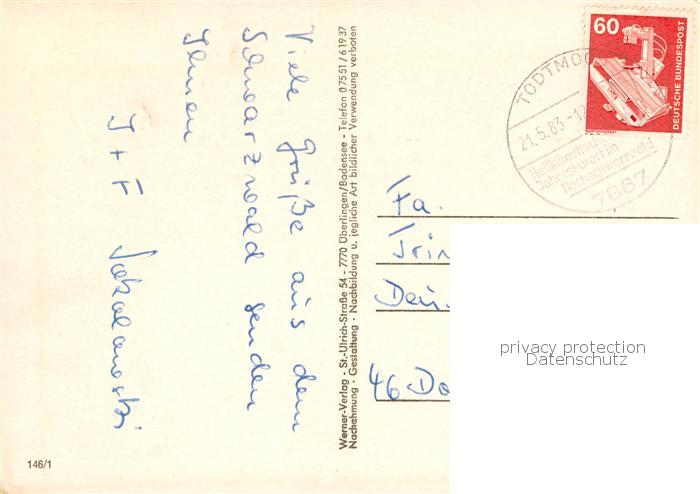 Viele Grüße aus dem
Schwarzwald senden
Ihnen
I + F
Werner-Verlag - St.-Ulrich-Straße 54 - 7770 Überlingen/Bodensee - Telefon 07551/61937
Nachahmung · Gestaltung · Nachbildung u. jegliche Art bildlicher Verwendung verboten
146/1
60
DEUTSCHE BUNDESPOST
TODTMOO
21.5.83-12
Heilklimatischer
Jahreskurort im
Hochschwarzwald
7867
Fa.
46 Do
privacy protection
Datenschutz